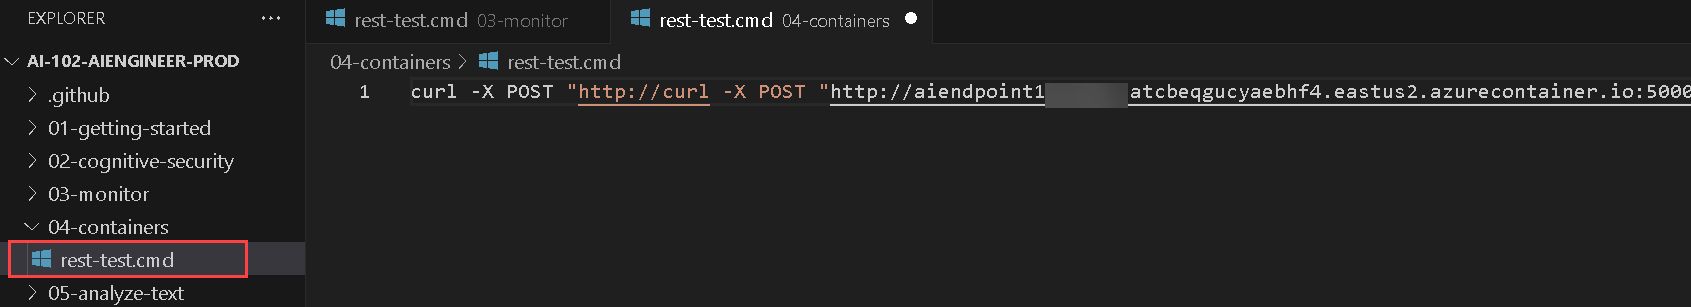 EXPLORER ···
AI-102-AIENGINEER-PROD
.github
01-getting-started
02-cognitive-security
03-monitor
04-containers
rest-test.cmd
05-analyze-text
rest-test.cmd 03-monitor
rest-test.cmd 04-containers
04-containers > rest-test.cmd
1 curl -X POST "http://curl -X POST "http://aiendpoint1 atcbeqgucyaebhf4.eastus2.azurecontainer.io:5000